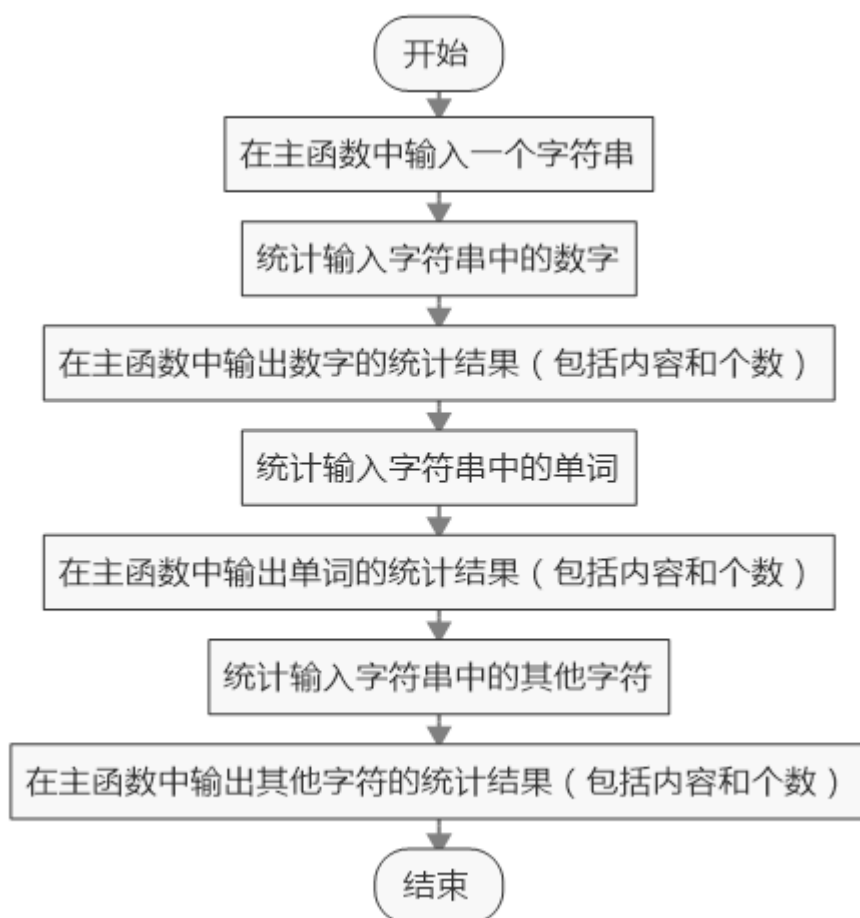 开始
在主函数中输入一个字符串
统计输入字符串中的数字
在主函数中输出数字的统计结果（包括内容和个数）
统计输入字符串中的单词
在主函数中输出单词的统计结果（包括内容和个数）
统计输入字符串中的其他字符
在主函数中输出其他字符的统计结果（包括内容和个数）
结束